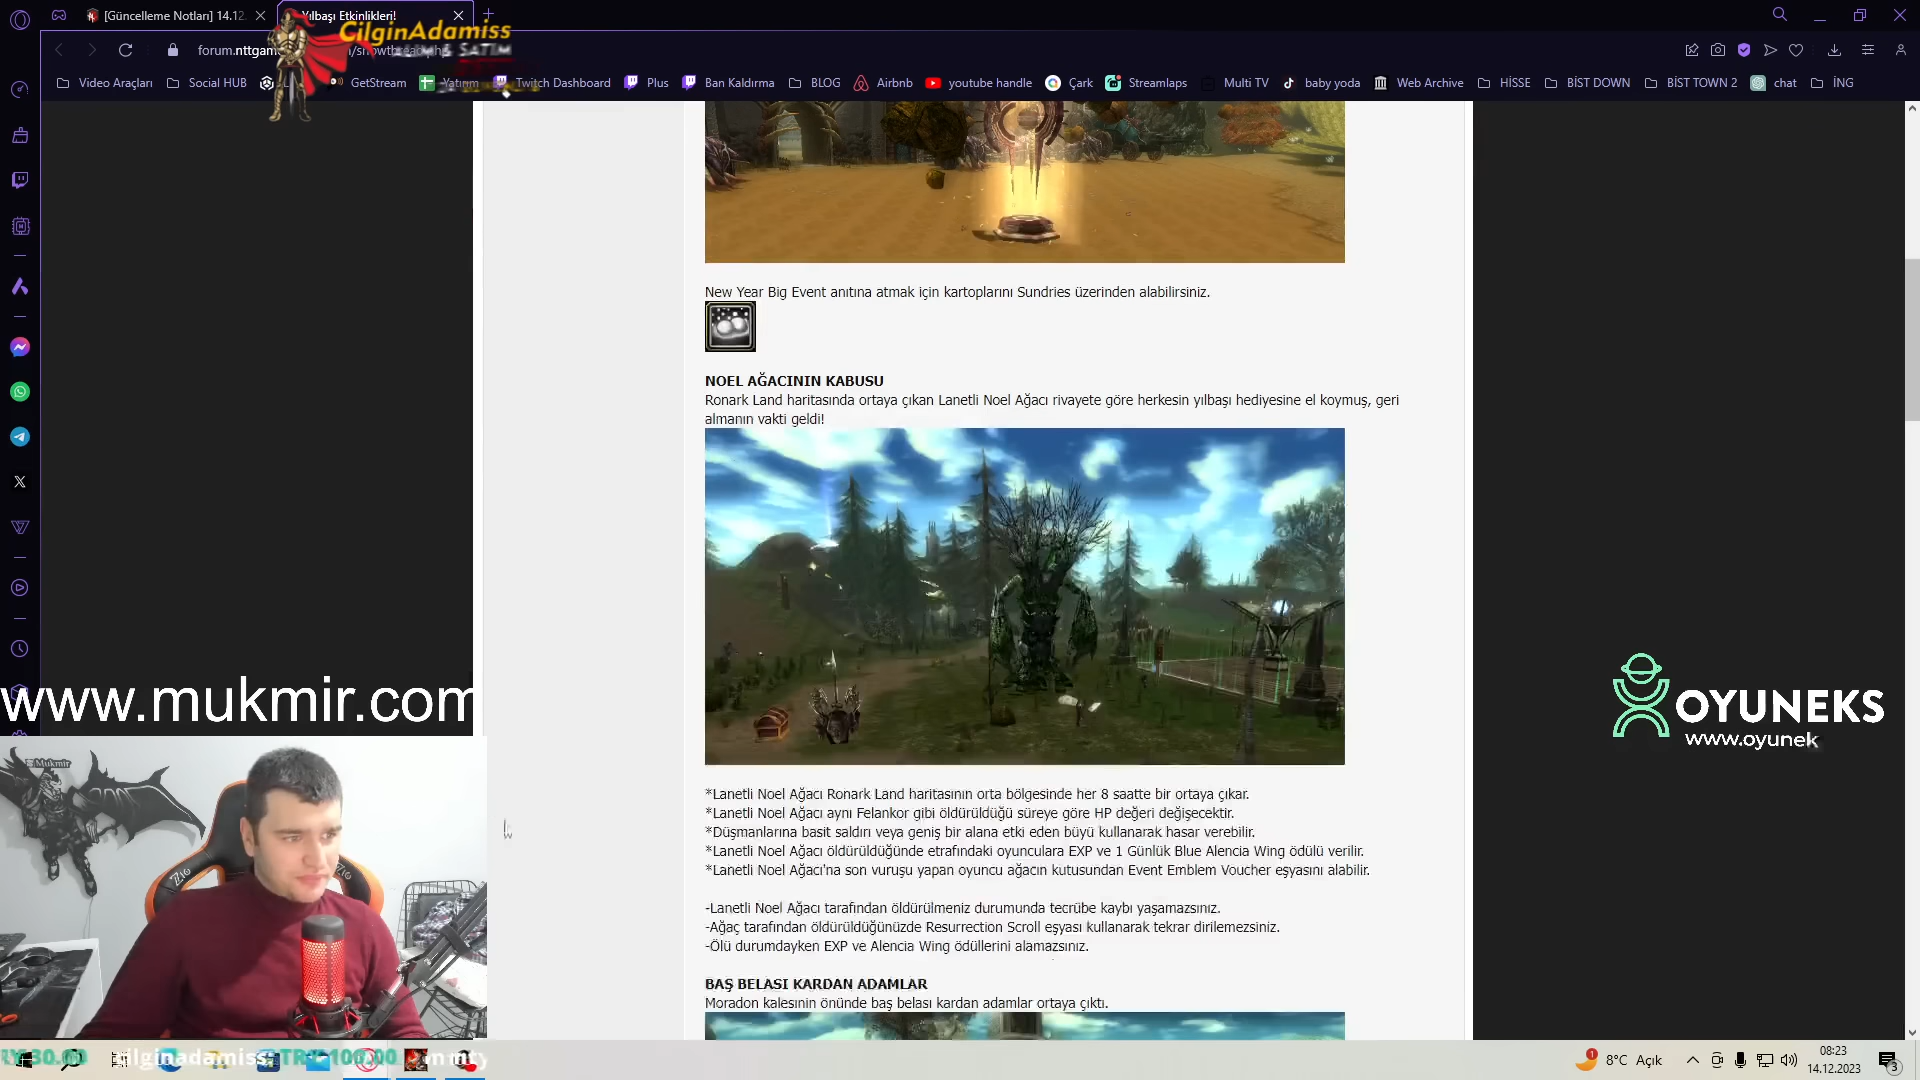 [Güncelleme Notları] 14.12
Yılbaşı Etkinlikleri!
CilginAdamiss
forum.nttgam
Video Araçları
Social HUB
GetStream
Yatırım
Twitch Dashboard
Plus
Ban Kaldırma
BLOG
Airbnb
youtube handle
Çark
Streamlabs
Multi TV
baby yoda
Web Archive
HİSSE
BİST DOWN
BİST TOWN 2
chat
İNG
New Year Big Event anıtına atmak için kartoplarını Sundries üzerinden alabilirsiniz.
NOEL AĞACININ KABUSU
Ronark Land haritasında ortaya çıkan Lanetli Noel Ağacı rivayete göre herkesin yılbaşı hediyesine el koymuş, geri
almanın vakti geldi!
*Lanetli Noel Ağacı Ronark Land haritasının orta bölgesinde her 8 saatte bir ortaya çıkar.
*Lanetli Noel Ağacı aynı Felankor gibi öldürüldüğü süreye göre HP değeri değişecektir.
*Düşmanlarına basit saldırı veya geniş bir alana etki eden büyü kullanarak hasar verebilir.
*Lanetli Noel Ağacı öldürüldüğünde etrafındaki oyunculara EXP ve 1 Günlük Blue Alencia Wing ödülü verilir.
*Lanetli Noel Ağacı'na son vuruşu yapan oyuncu ağacın kutusundan Event Emblem Voucher eşyasını alabilir.
-Lanetli Noel Ağacı tarafından öldürülmeniz durumunda tecrübe kaybı yaşamazsınız.
-Ağaç tarafından öldürüldüğünüzde Resurrection Scroll eşyası kullanarak tekrar dirilemezsiniz.
-Ölü durumdayken EXP ve Alencia Wing ödüllerini alamazsınız.
BAŞ BELASI KARDAN ADAMLAR
Moradon kalesinin önünde baş belası kardan adamlar ortaya çıktı.
www.mukmir.com
Mukmir
OYUNEKS
www.oyunek
cilginadamiss: TRY 100.00
8°C Açık
08:23
14.12.2023
3